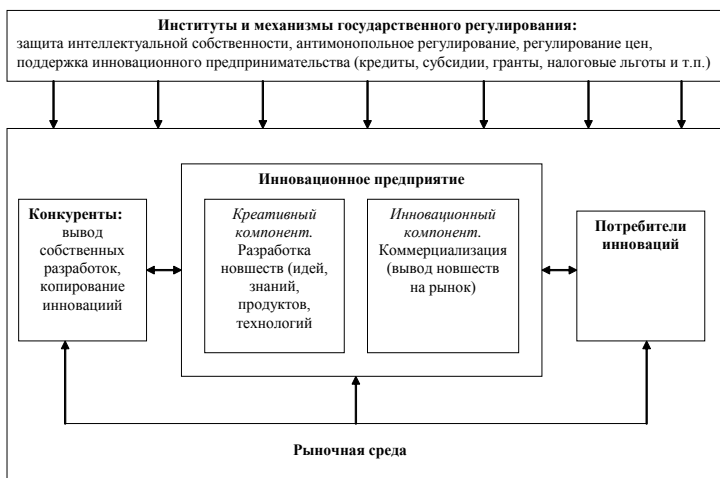 Институты и механизмы государственного регулирования:
защита интеллектуальной собственности, антимонопольное регулирование, регулирование цен,
поддержка инновационного предпринимательства (кредиты, субсидии, гранты, налоговые льготы и т.п.)
Инновационное предприятие
Конкуренты:
вывод
собственных
разработок,
копирование
инновациий
Креативный
компонент.
Разработка
новшеств (идей,
знаний,
продуктов,
технологий
Инновационный
компонент.
Коммерциализация
(вывод новшеств
на рынок)
Потребители
инноваций
Рыночная среда